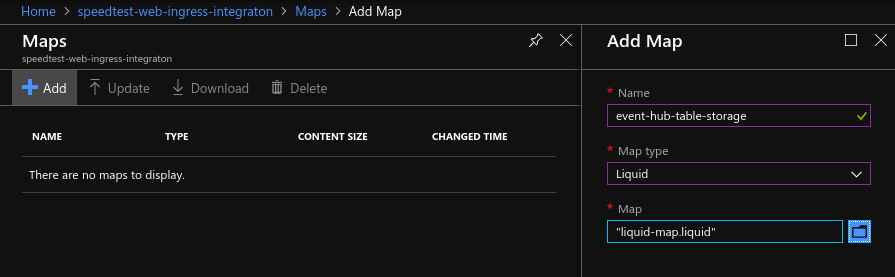 Home > speedtest-web-ingress-integraton > Maps > Add Map
Maps
speedtest-web-ingress-integraton
Add Update Download Delete
NAME TYPE CONTENT SIZE CHANGED TIME
There are no maps to display.
Add Map
* Name
event-hub-table-storage
* Map type
Liquid
* Map
"liquid-map.liquid"